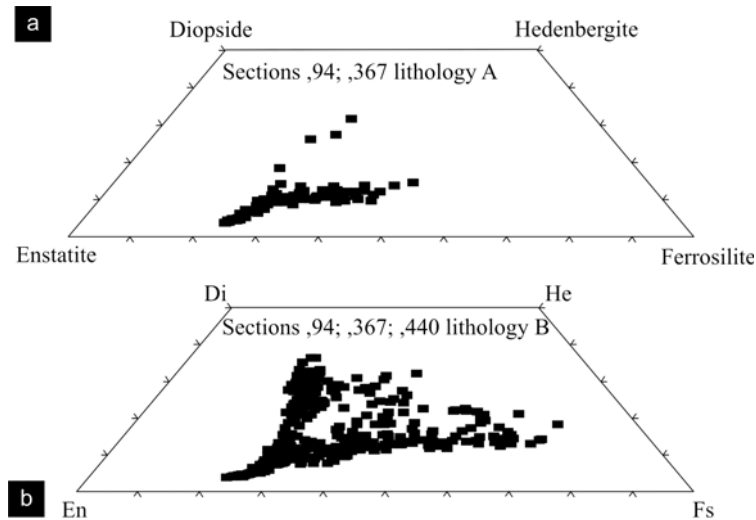 a
Diopside Hedenbergite
Sections ,94; ,367 lithology A
Enstatite Ferrosilite
Di He
Sections ,94; ,367; ,440 lithology B
b
En Fs